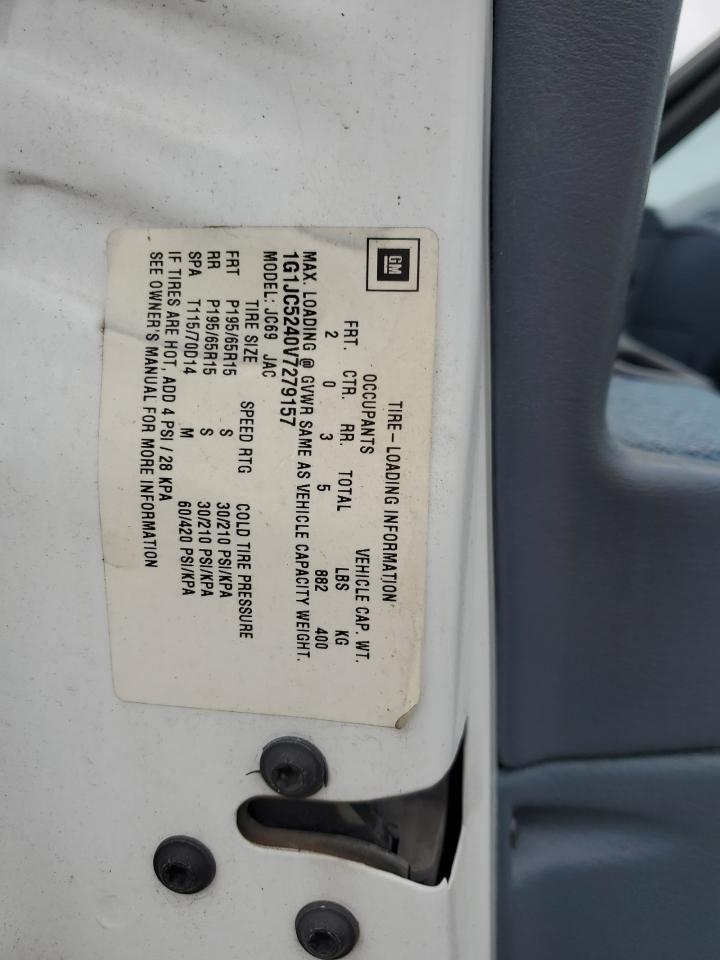 GM
TIRE-LOADING INFORMATION
OCCUPANTS VEHICLE CAP. WT.
FRT. CTR. RR. TOTAL LBS KG
2 0 3 5 882 400
MAX. LOADING @ GVWR SAME AS VEHICLE CAPACITY WEIGHT.
1G1JC5240V7279157
MODEL: JC69 JAC
TIRE SIZE SPEED RTG COLD TIRE PRESSURE
FRT P195/65R15 S 30/210 PSI/KPA
RR P195/65R15 S 30/210 PSI/KPA
SPA T115/70D14 M 60/420 PSI/KPA
IF TIRES ARE HOT, ADD 4 PSI / 28 KPA
SEE OWNER'S MANUAL FOR MORE INFORMATION